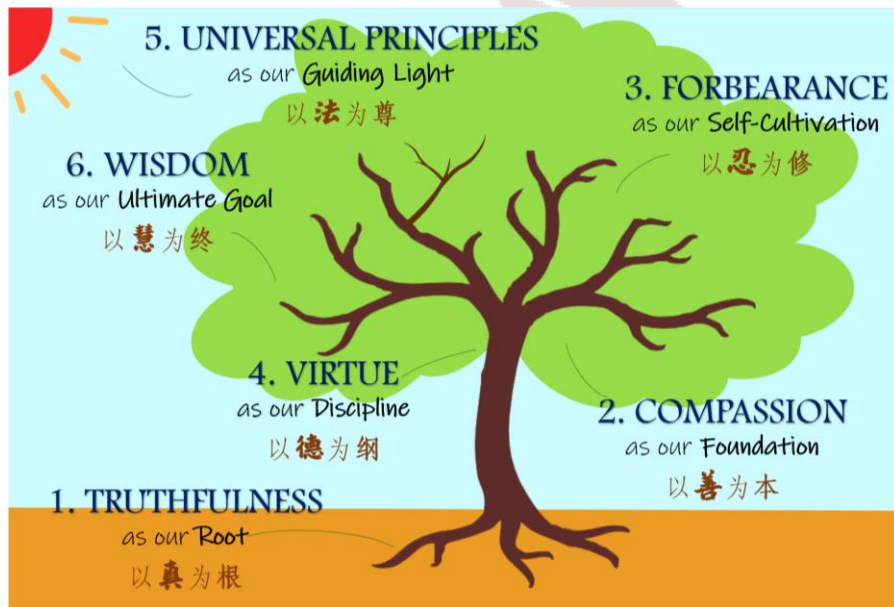 5. UNIVERSAL PRINCIPLES
as our Guiding Light
以法为尊
3. FORBEARANCE
as our Self-Cultivation
以忍为修
6. WISDOM
as our Ultimate Goal
以慧为终
4. VIRTUE
as our Discipline
以德为纲
2. COMPASSION
as our Foundation
以善为本
1. TRUTHFULNESS
as our Root
以真为根